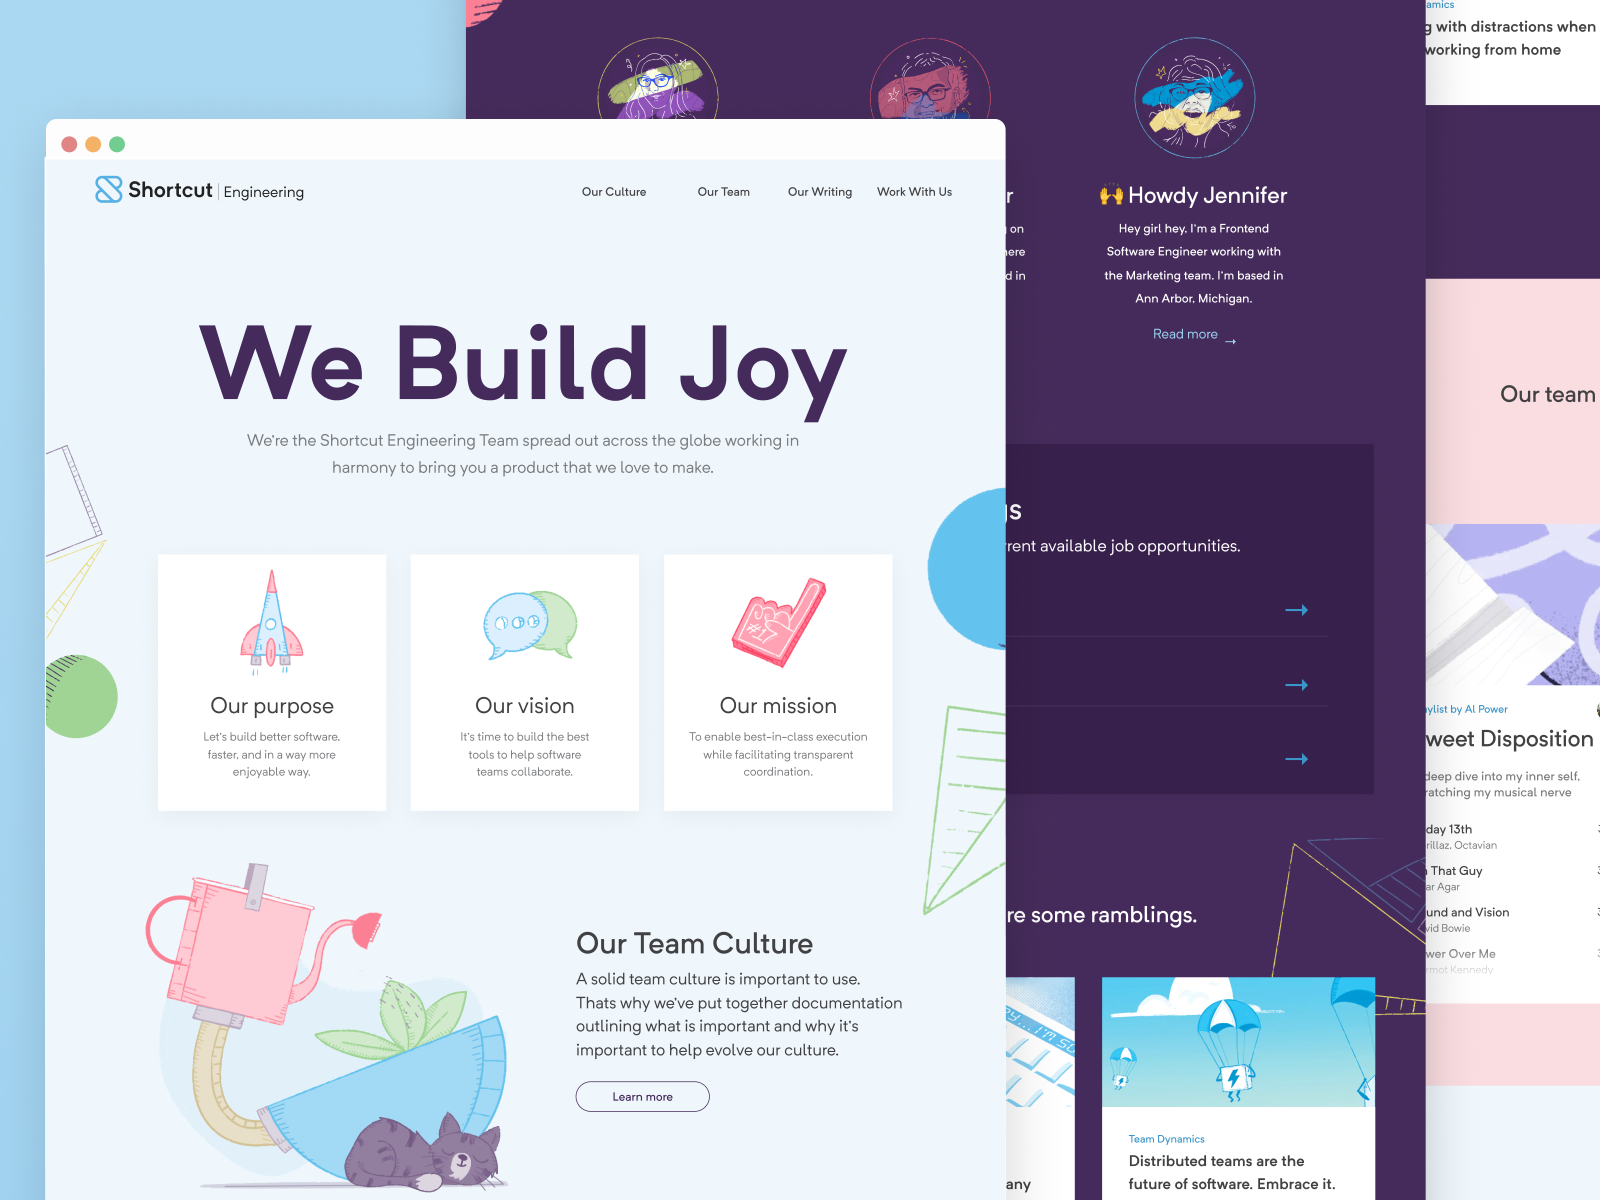 Shortcut Engineering
Our Culture
Our Team
Our Writing
Work With Us
We Build Joy
We're the Shortcut Engineering Team spread out across the globe working in
harmony to bring you a product that we love to make.
#17
Our purpose
Let's build better software,
faster, and in a way more
enjoyable way.
Our vision
It's time to build the best
tools to help software
teams collaborate.
Our mission
To enable best-in-class execution
while facilitating transparent
coordination.
Our Team Culture
A solid team culture is important to use.
Thats why we've put together documentation
outlining what is important and why it's
important to help evolve our culture.
Learn more
r
on
here
d in
🙌 Howdy Jennifer
Hey girl hey, I'm a Frontend
Software Engineer working with
the Marketing team. I'm based in
Ann Arbor, Michigan.
Read more →
gs
rrent available job opportunities.
re some ramblings.
any
Team Dynamics
Distributed teams are the
future of software. Embrace it.
amics
g with distractions when
working from home
Our team
aylist by Al Power
weet Disposition
deep dive into my inner self,
ratching my musical nerve
day 13th
rillaz, Octavian
n That Guy
ar Agar
und and Vision
vid Bowie
wer Over Me
rmot Kennedy